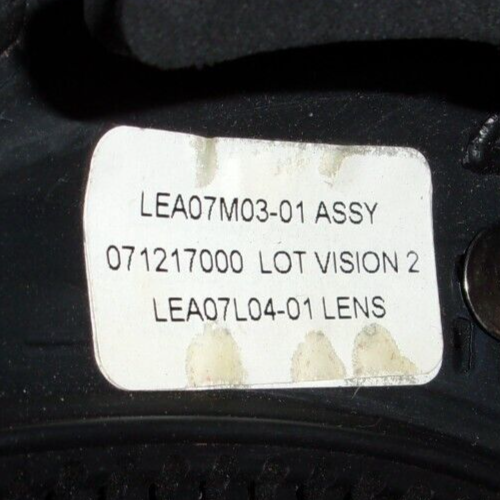 LEA07M03-01 ASSY
071217000 LOT VISION 2
LEA07L04-01 LENS